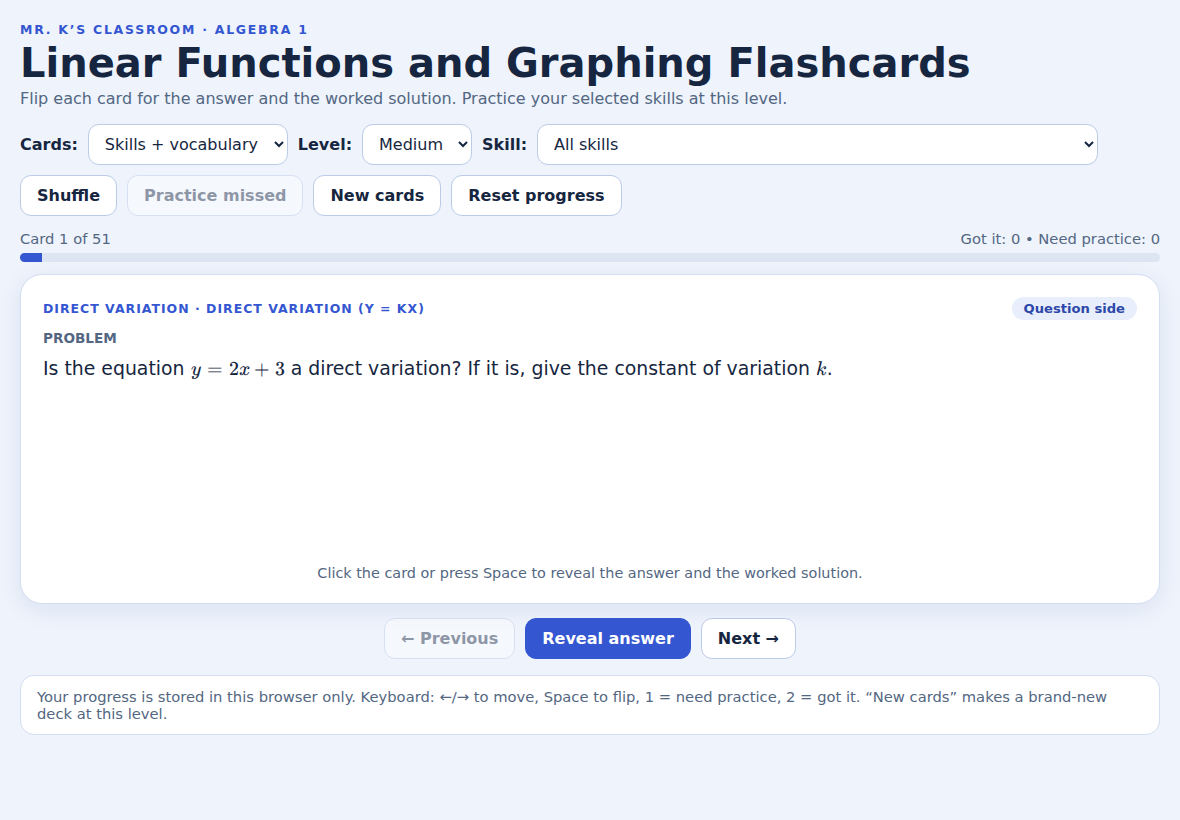 MR. K'S CLASSROOM · ALGEBRA 1
Linear Functions and Graphing Flashcards
Flip each card for the answer and the worked solution. Practice your selected skills at this level.
Cards: Skills + vocabulary Level: Medium Skill: All skills
Shuffle Practice missed New cards Reset progress
Card 1 of 51 Got it: 0 • Need practice: 0
DIRECT VARIATION · DIRECT VARIATION (Y = KX) Question side
PROBLEM
Is the equation y = 2x + 3 a direct variation? If it is, give the constant of variation k.
Click the card or press Space to reveal the answer and the worked solution.
← Previous Reveal answer Next →
Your progress is stored in this browser only. Keyboard: ←/→ to move, Space to flip, 1 = need practice, 2 = got it. “New cards” makes a brand-new
deck at this level.